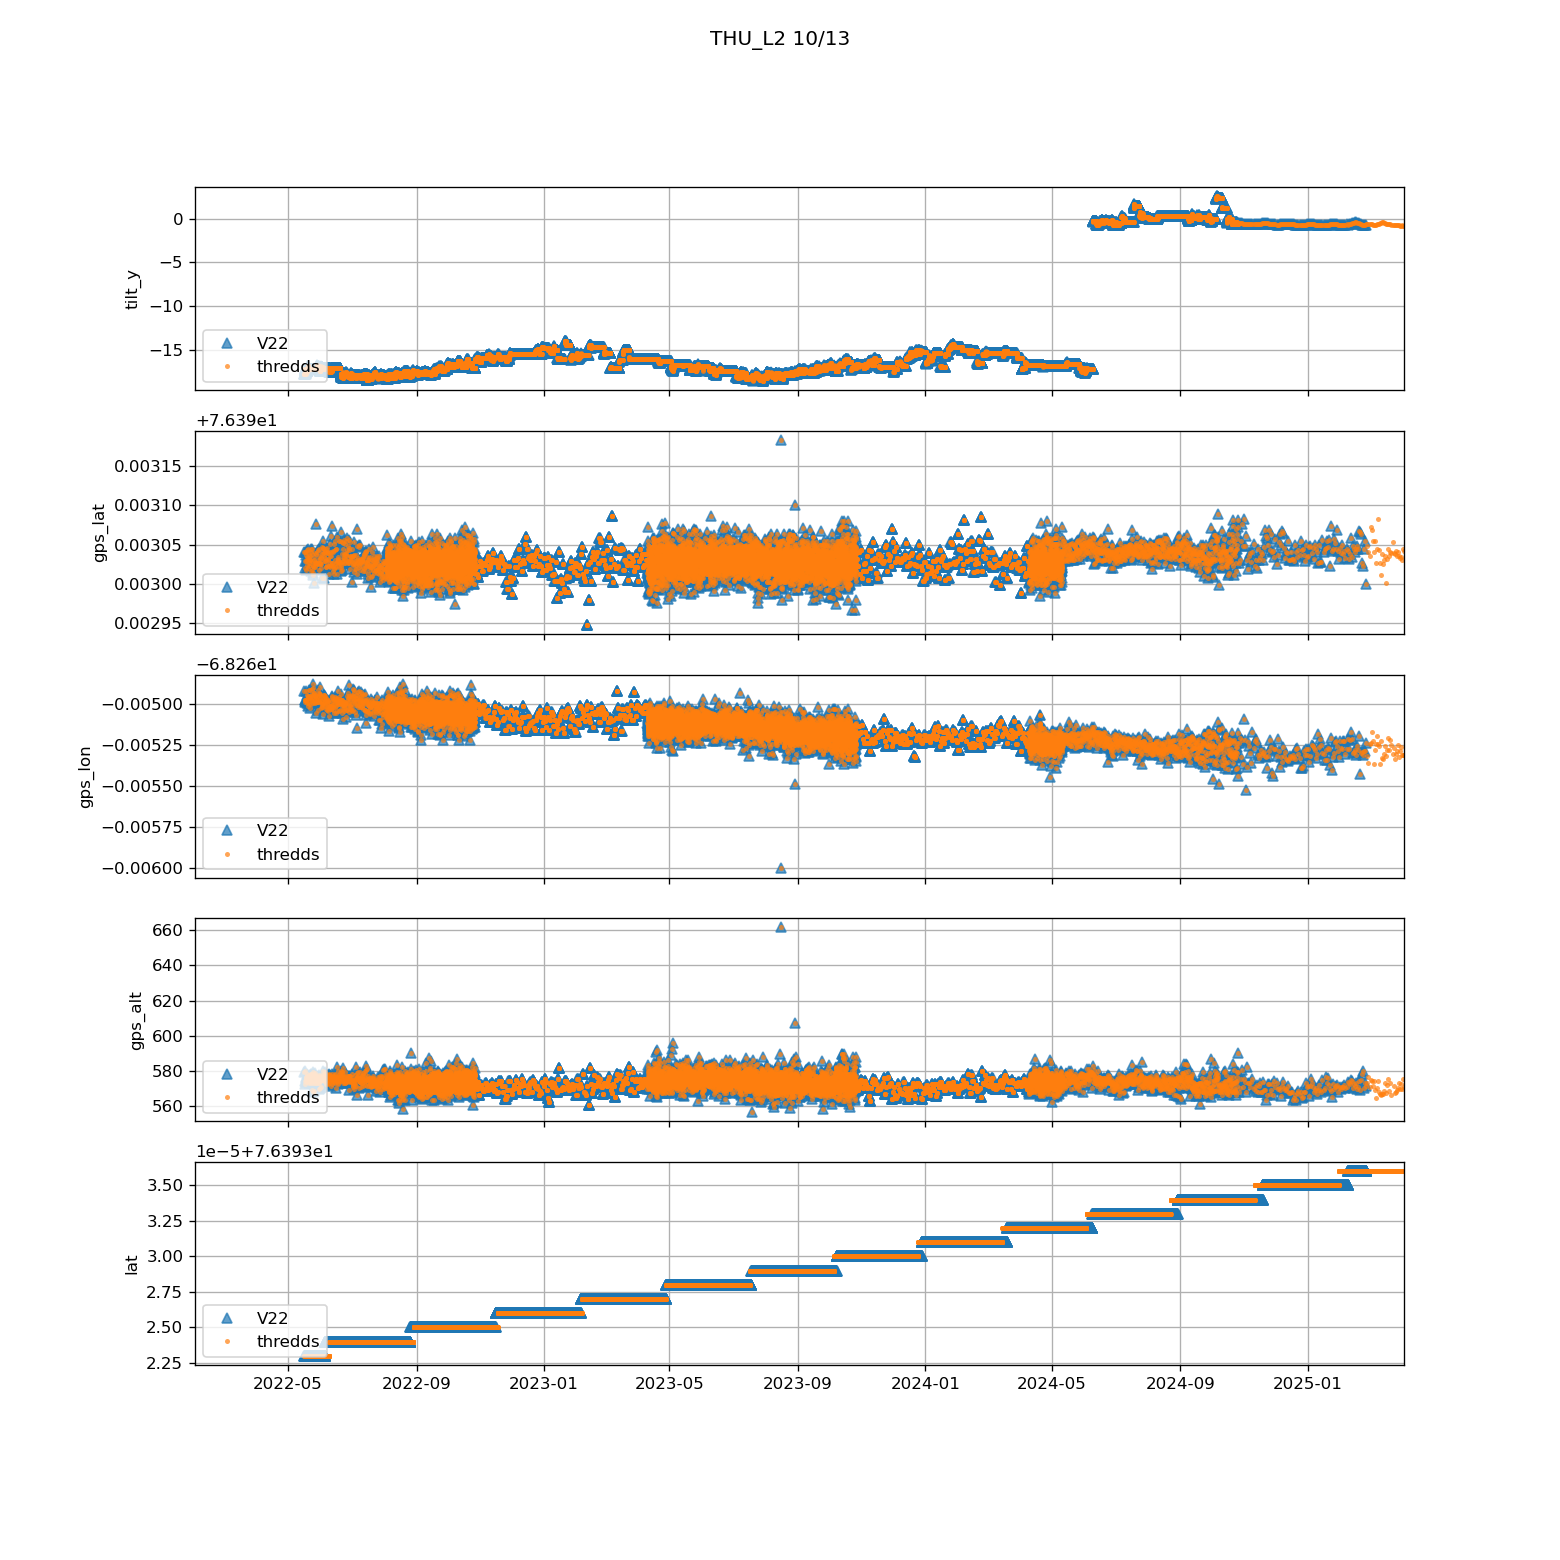 THU_L2 10/13
0
−5
−10
−15
tilt_y
V22
thredds
+7.639e1
0.00315
0.00310
0.00305
0.00300
0.00295
gps_lat
V22
thredds
−6.826e1
−0.00500
−0.00525
−0.00550
−0.00575
−0.00600
gps_lon
V22
thredds
660
640
620
600
580
560
gps_alt
V22
thredds
1e−5+7.6393e1
3.50
3.25
3.00
2.75
2.50
2.25
lat
V22
thredds
2022-05 2022-09 2023-01 2023-05 2023-09 2024-01 2024-05 2024-09 2025-01